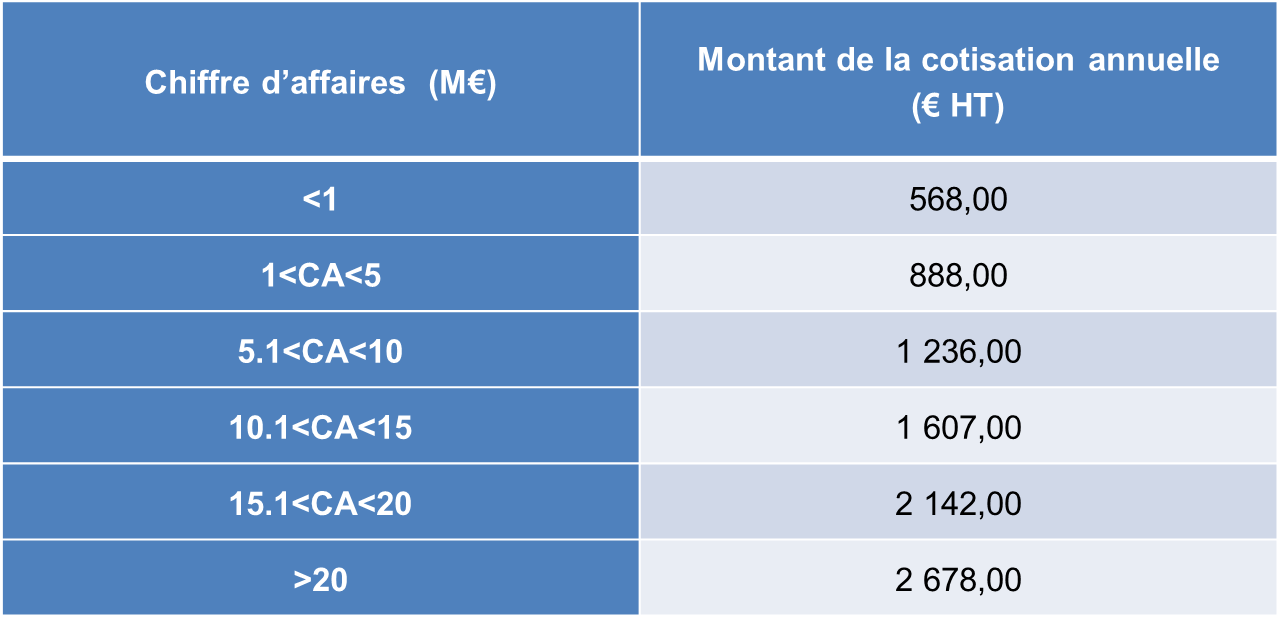 Chiffre d’affaires (M€)
Montant de la cotisation annuelle
(€ HT)
<1
568,00
1<CA<5
888,00
5.1<CA<10
1 236,00
10.1<CA<15
1 607,00
15.1<CA<20
2 142,00
>20
2 678,00